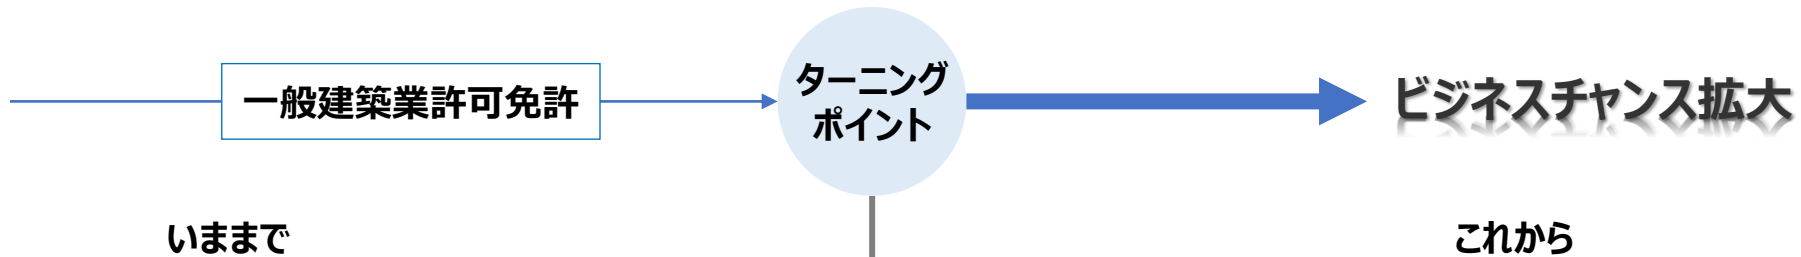 一般建築業許可免許
ターニング
ポイント
ビジネスチャンス拡大
いままで
これから